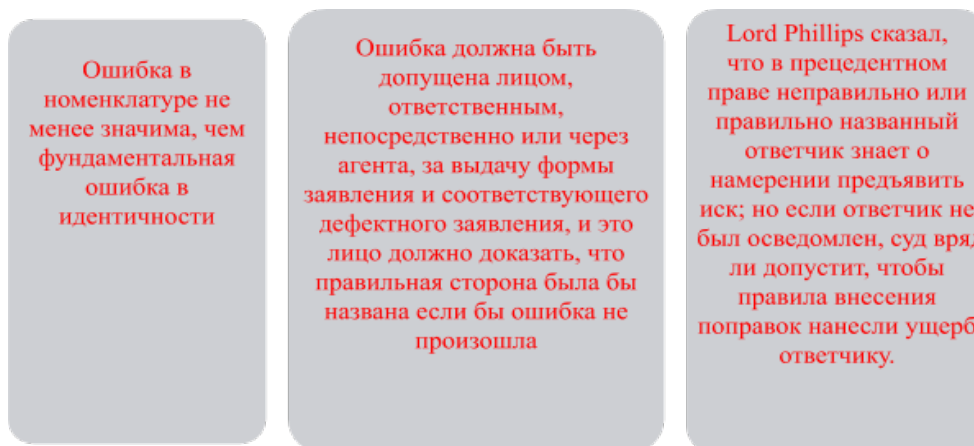 Ошибка в
номенклатуре не
менее значима, чем
фундаментальная
ошибка в
идентичности
Ошибка должна быть
допущена лицом,
ответственным,
непосредственно или через
агента, за выдачу формы
заявления и соответствующего
дефектного заявления, и это
лицо должно доказать, что
правильная сторона была бы
названа если бы ошибка не
произошла
Lord Phillips сказал,
что в прецедентном
праве неправильно или
правильно названный
ответчик знает о
намерении предъявить
иск; но если ответчик не
был осведомлен, суд вряд
ли допустит, чтобы
правила внесения
поправок нанесли ущерб
ответчику.